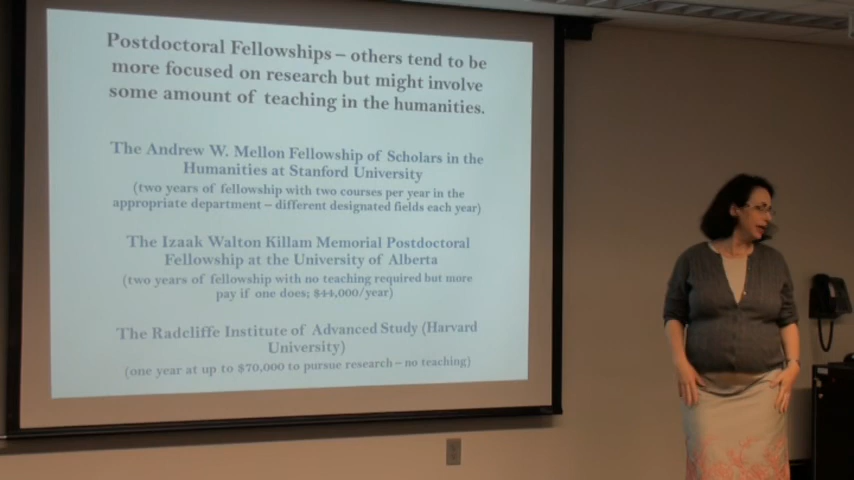 Postdoctoral Fellowships – others tend to be
more focused on research but might involve
some amount of teaching in the humanities.
The Andrew W. Mellon Fellowship of Scholars in the
Humanities at Stanford University
(two years of fellowship with two courses per year in the
appropriate department – different designated fields each year)
The Izaak Walton Killam Memorial Postdoctoral
Fellowship at the University of Alberta
(two years of fellowship with no teaching required but more
pay if one does; $44,000/year)
The Radcliffe Institute of Advanced Study (Harvard
University)
(one year at up to $70,000 to pursue research – no teaching)